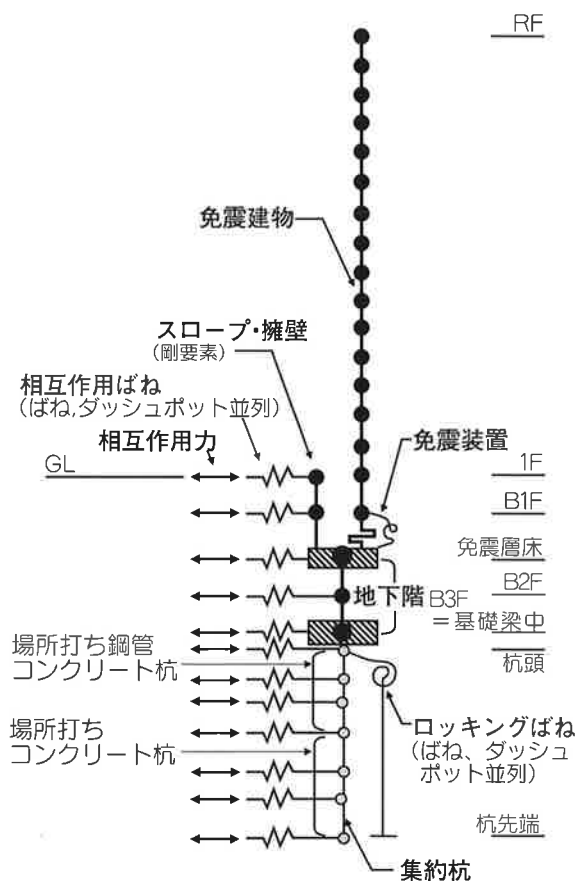 RF
免震建物
スロープ・擁壁
(剛要素)
相互作用ばね
(ばね,ダッシュポット並列)
相互作用力
免震装置
GL
1F
B1F
免震層床
B2F
地下階
B3F
=基礎梁中
杭頭
場所打ち鋼管
コンクリート杭
場所打ち
コンクリート杭
ロッキングばね
(ばね、ダッシュ
ポット並列)
杭先端
集約杭